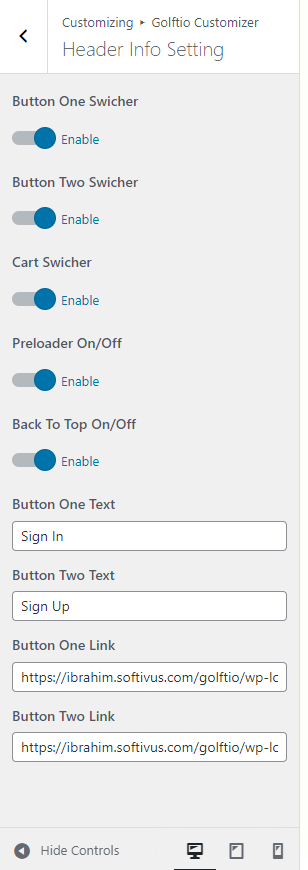 Customizing ▸ Golftio Customizer
Header Info Setting
Button One Swicher
Enable
Button Two Swicher
Enable
Cart Swicher
Enable
Preloader On/Off
Enable
Back To Top On/Off
Enable
Button One Text
Sign In
Button Two Text
Sign Up
Button One Link
https://ibrahim.softivus.com/golftio/wp-lc
Button Two Link
https://ibrahim.softivus.com/golftio/wp-lc
Hide Controls